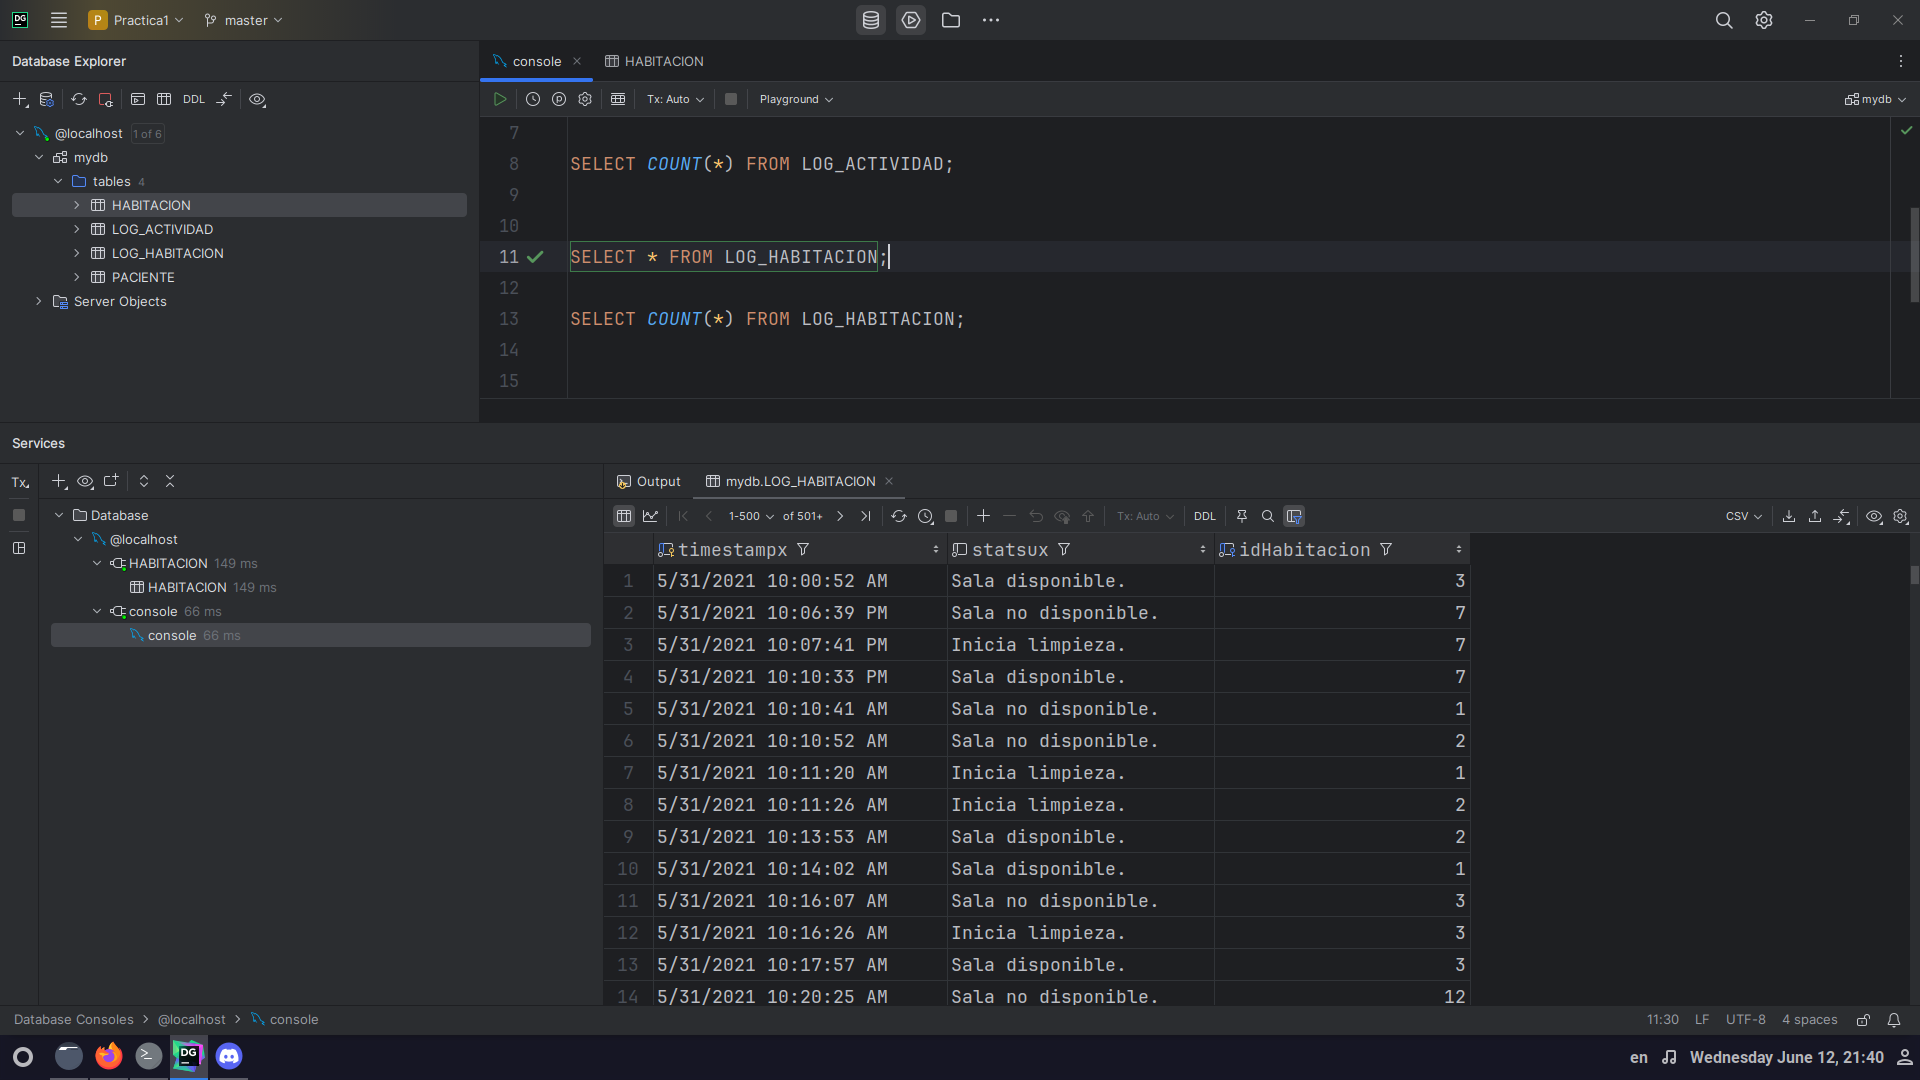 DG
P Practica1
master
Database Explorer
DDL
@localhost 1 of 6
mydb
tables 4
HABITACION
LOG_ACTIVIDAD
LOG_HABITACION
PACIENTE
Server Objects
console
HABITACION
Tx: Auto
Playground
mydb
7
8 SELECT COUNT(*) FROM LOG_ACTIVIDAD;
9
10
11 SELECT * FROM LOG_HABITACION;
12
13 SELECT COUNT(*) FROM LOG_HABITACION;
14
15
Services
Tx
Database
@localhost
HABITACION 149 ms
HABITACION 149 ms
console 66 ms
console 66 ms
Output
mydb.LOG_HABITACION
1-500 of 501+
Tx: Auto
DDL
CSV
timestampx statsux idHabitacion
1 5/31/2021 10:00:52 AM Sala disponible. 3
2 5/31/2021 10:06:39 PM Sala no disponible. 7
3 5/31/2021 10:07:41 PM Inicia limpieza. 7
4 5/31/2021 10:10:33 PM Sala disponible. 7
5 5/31/2021 10:10:41 AM Sala no disponible. 1
6 5/31/2021 10:10:52 AM Sala no disponible. 2
7 5/31/2021 10:11:20 AM Inicia limpieza. 1
8 5/31/2021 10:11:26 AM Inicia limpieza. 2
9 5/31/2021 10:13:53 AM Sala disponible. 2
10 5/31/2021 10:14:02 AM Sala disponible. 1
11 5/31/2021 10:16:07 AM Sala no disponible. 3
12 5/31/2021 10:16:26 AM Inicia limpieza. 3
13 5/31/2021 10:17:57 AM Sala disponible. 3
14 5/31/2021 10:20:25 AM Sala no disponible. 12
Database Consoles > @localhost > console
11:30 LF UTF-8 4 spaces
DG
en
Wednesday June 12, 21:40